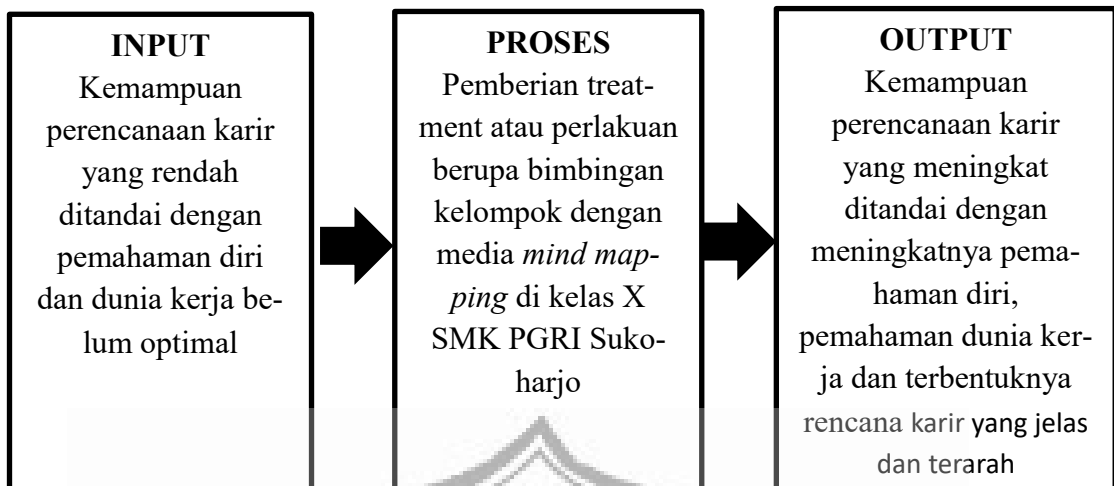 INPUT
Kemampuan
perencanaan karir
yang rendah
ditandai dengan
pemahaman diri
dan dunia kerja be-
lum optimal
PROSES
Pemberian treat-
ment atau perlakuan
berupa bimbingan
kelompok dengan
media mind map-
ping di kelas X
SMK PGRI Suko-
harjo
OUTPUT
Kemampuan
perencanaan karir
yang meningkat
ditandai dengan
meningkatnya pema-
haman diri,
pemahaman dunia ker-
ja dan terbentuknya
rencana karir yang jelas
dan terarah